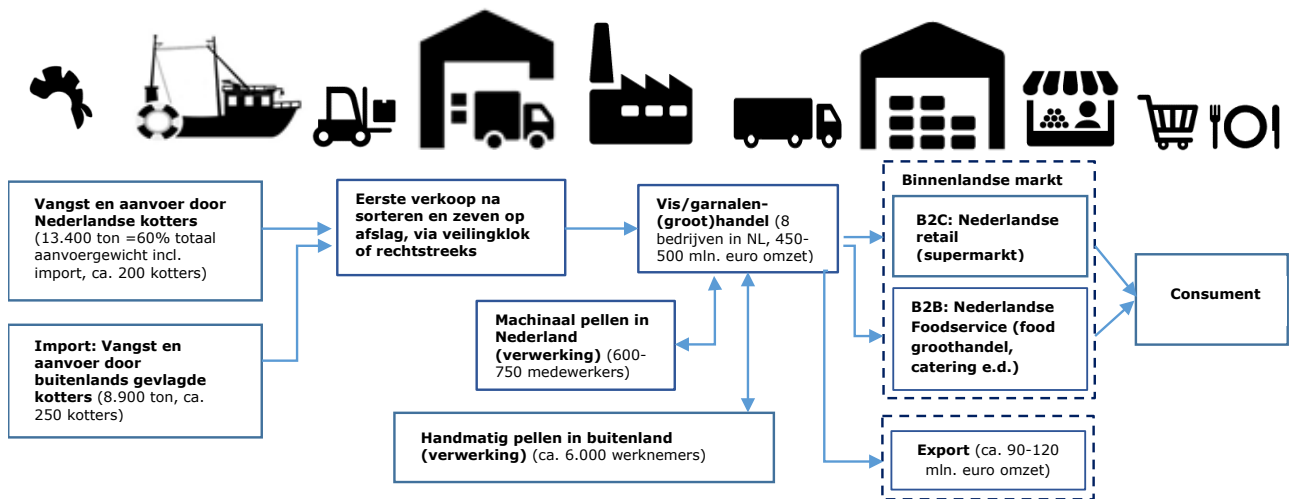 Vangst en aanvoer door
Nederlandse kotters
(13.400 ton =60% totaal
aanvoergewicht incl.
import, ca. 200 kotters)
Import: Vangst en
aanvoer door
buitenlands gevlagde
kotters (8.900 ton, ca.
250 kotters)
Eerste verkoop na
sorteren en zeven op
afslag, via veilingklok
of rechtstreeks
Vis/garnalen-
(groot)handel (8
bedrijven in NL, 450-
500 mln. euro omzet)
Machinaal pellen in
Nederland
(verwerking) (600-
750 medewerkers)
Handmatig pellen in buitenland
(verwerking) (ca. 6.000 werknemers)
Binnenlandse markt
B2C: Nederlandse
retail
(supermarkt)
B2B: Nederlandse
Foodservice (food
groothandel,
catering e.d.)
Export (ca. 90-120
mln. euro omzet)
Consument